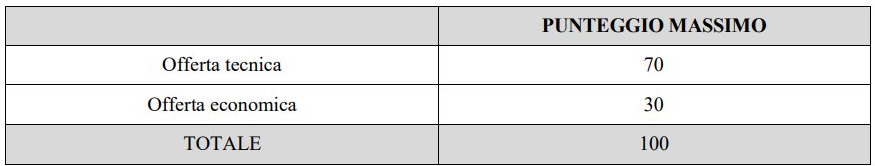 PUNTEGGIO MASSIMO
Offerta tecnica 70
Offerta economica 30
TOTALE 100